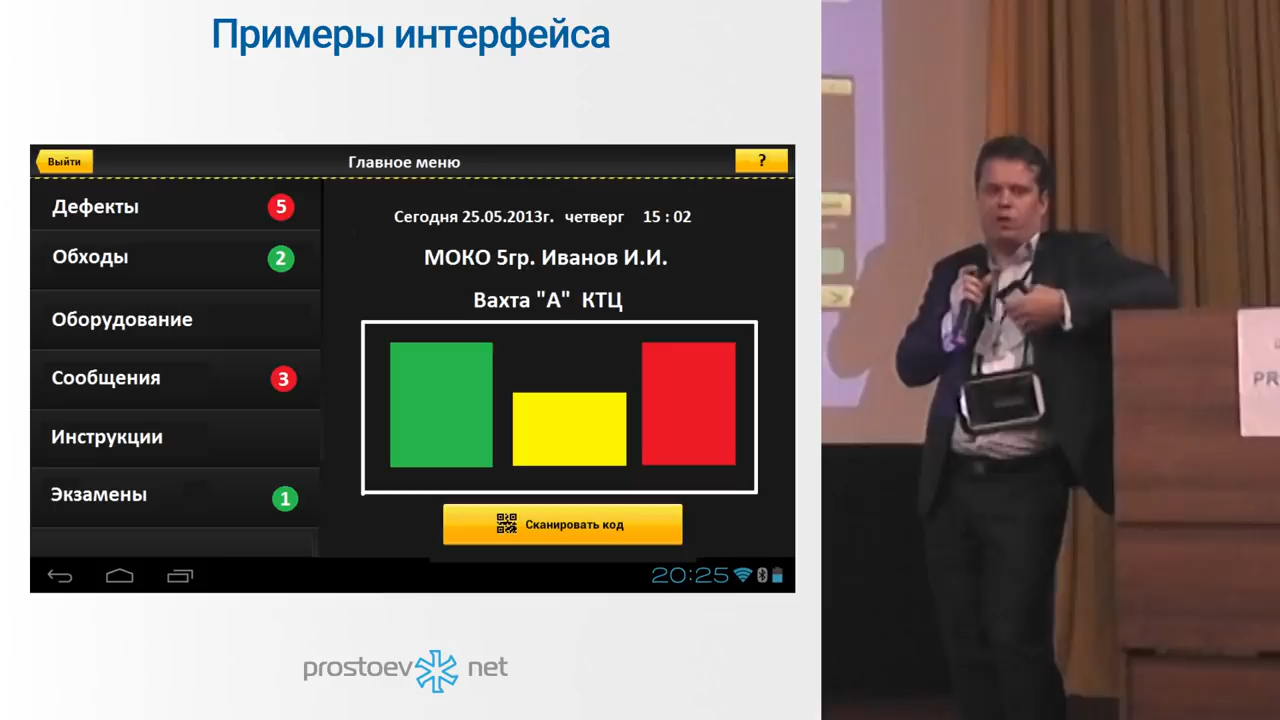 Примеры интерфейса
Выйти
Главное меню
?
Дефекты 5
Обходы 2
Оборудование
Сообщения 3
Инструкции
Экзамены 1
Сегодня 25.05.2013г. четверг 15 : 02
МОКО 5гр. Иванов И.И.
Вахта "А" КТЦ
Сканировать код
20:25
prostoev net
PR